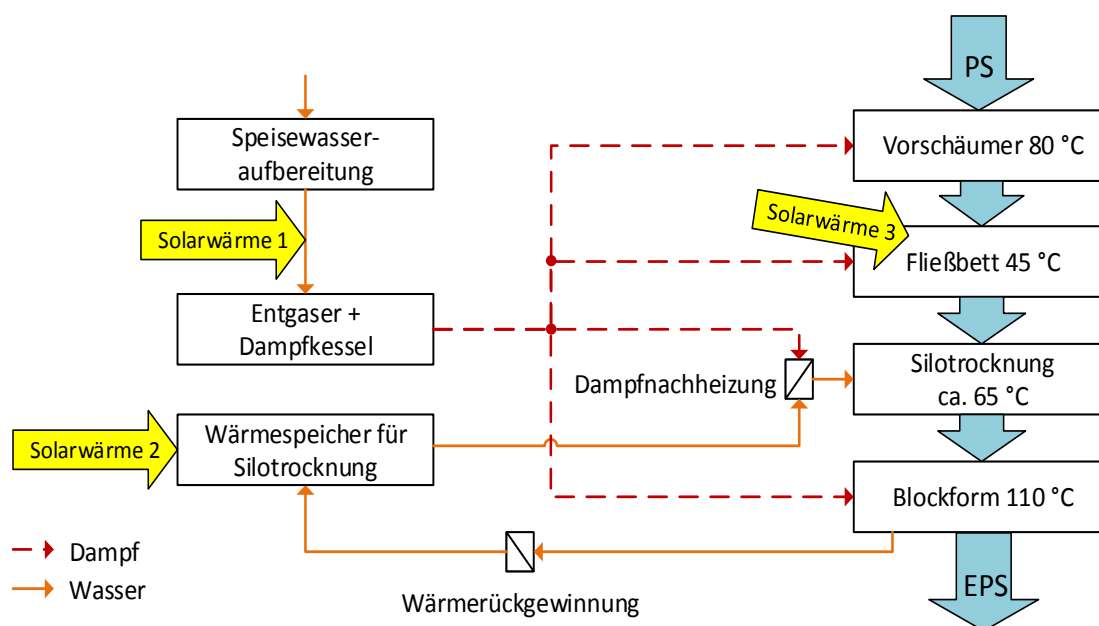 PS
Speisewasser-
aufbereitung
Vorschäumer 80 °C
Solarwärme 1
Solarwärme 3
Fließbett 45 °C
Entgaser +
Dampfkessel
Dampfnachheizung
Silotrocknung
ca. 65 °C
Solarwärme 2
Wärmespeicher für
Silotrocknung
Blockform 110 °C
Dampf
Wasser
Wärmerückgewinnung
EPS